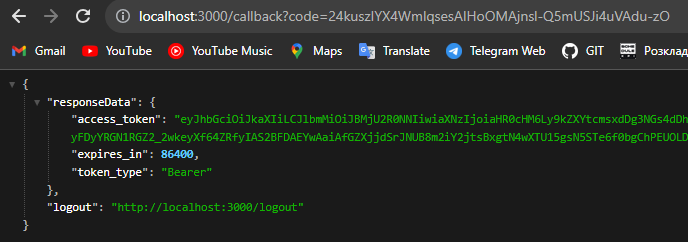 localhost:3000/callback?code=24kuszlYX4WmlqsesAlHoOMAjnsl-Q5mUSJi4uVAdu-zO
Gmail YouTube YouTube Music Maps Translate Telegram Web GIT Розклад
{
"responseData": {
"access_token": "eyJhbGciOiJkaXIiLCJlbmMiOiJBMjU2R0NNIiwiaXNzIjoiaHR0cHM6Ly9kZXYtcmsxdDg3NGs4dDh
yFDyYRGN1RGZ2_2wkeyXf64ZRfyIAS2BFDAEYwAaiAfGZXjjdSrJNUB8m2iY2jtsBxgtN4wXTU15gsN5STe6f0bgChPEUOLD
"expires_in": 86400,
"token_type": "Bearer"
},
"logout": "http://localhost:3000/logout"
}